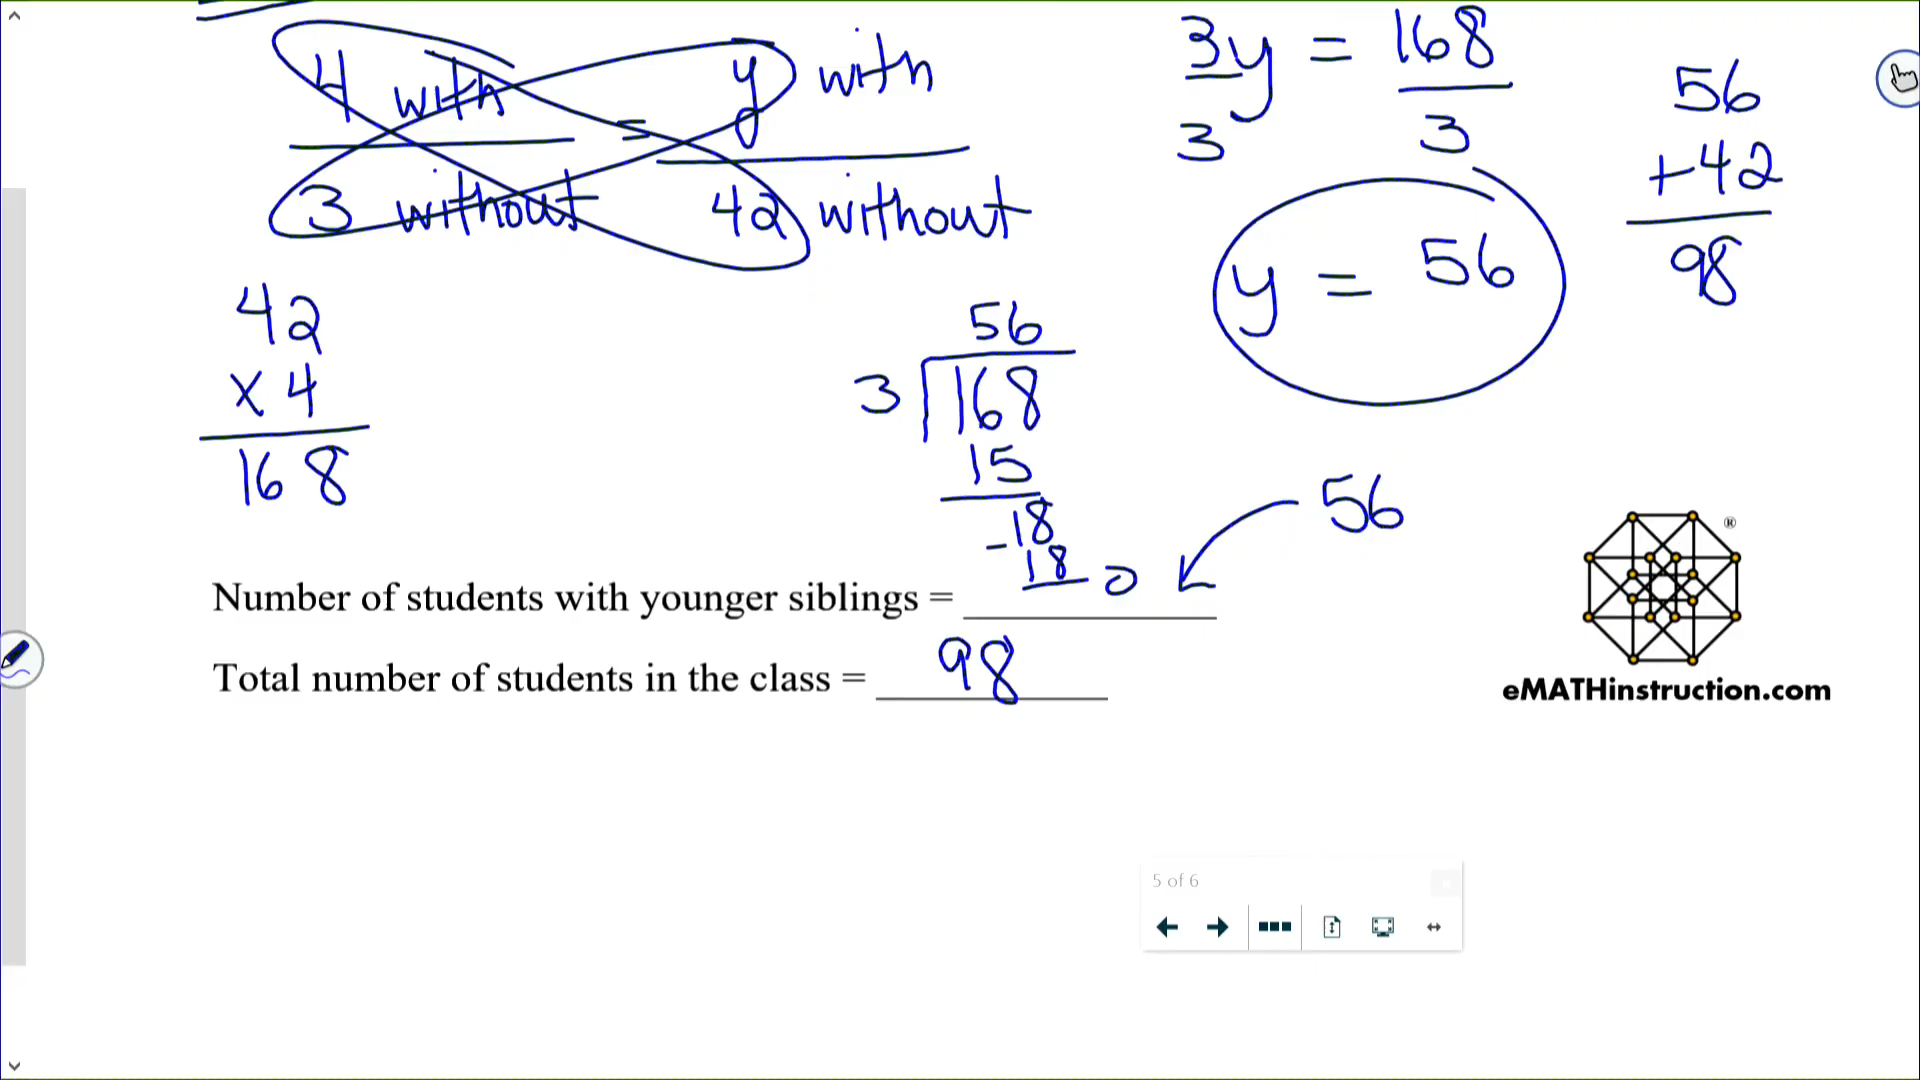 4 with = y with
3 without 42 without
3y = 168
3 3
y = 56
56
+42
98
42
x 4
168
56
3 168
15
-18
18
0
56
Number of students with younger siblings =
Total number of students in the class = 98
®
eMATHinstruction.com
5 of 6